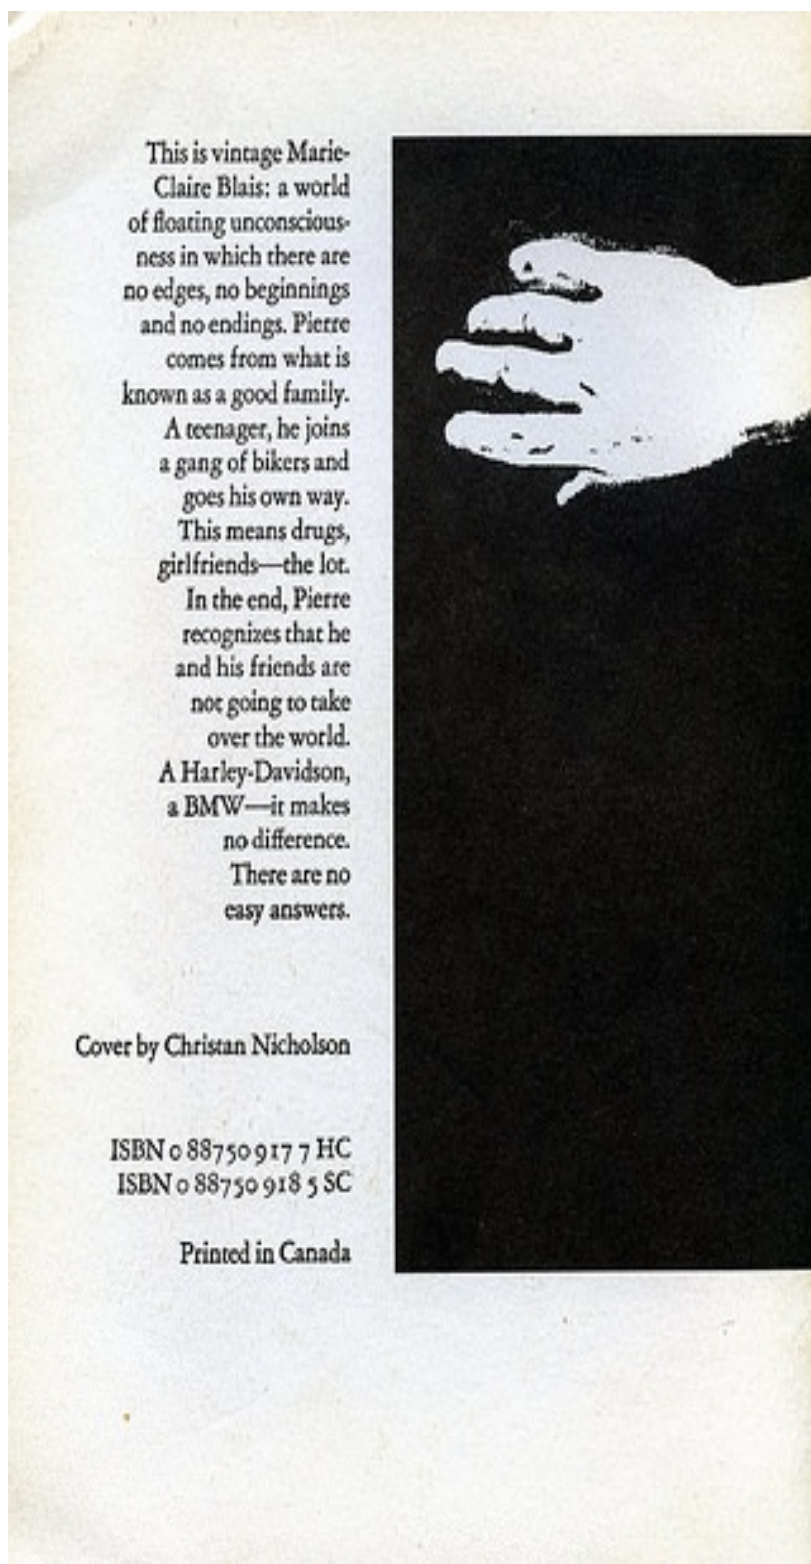 This is vintage Marie-
Claire Blais: a world
of floating unconscious-
ness in which there are
no edges, no beginnings
and no endings. Pierre
comes from what is
known as a good family.
A teenager, he joins
a gang of bikers and
goes his own way.
This means drugs,
girlfriends—the lot.
In the end, Pierre
recognizes that he
and his friends are
not going to take
over the world.
A Harley-Davidson,
a BMW—it makes
no difference.
There are no
easy answers.
Cover by Christan Nicholson
ISBN 0 88750 917 7 HC
ISBN 0 88750 918 5 SC
Printed in Canada